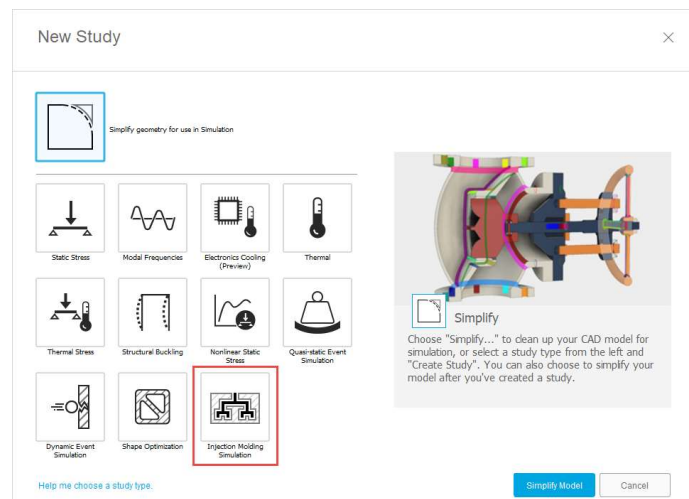 New Study
Simplify geometry for use in Simulation
Static Stress
Modal Frequencies
Electronics Cooling
(Preview)
Thermal
Thermal Stress
Structural Buckling
Nonlinear Static
Stress
Quasi-static Event
Simulation
Dynamic Event
Simulation
Shape Optimization
Injection Molding
Simulation
Simplify
Choose "Simplify..." to clean up your CAD model for
simulation, or select a study type from the left and
"Create Study". You can also choose to simplify your
model after you've created a study.
Help me choose a study type.
Simplify Model
Cancel